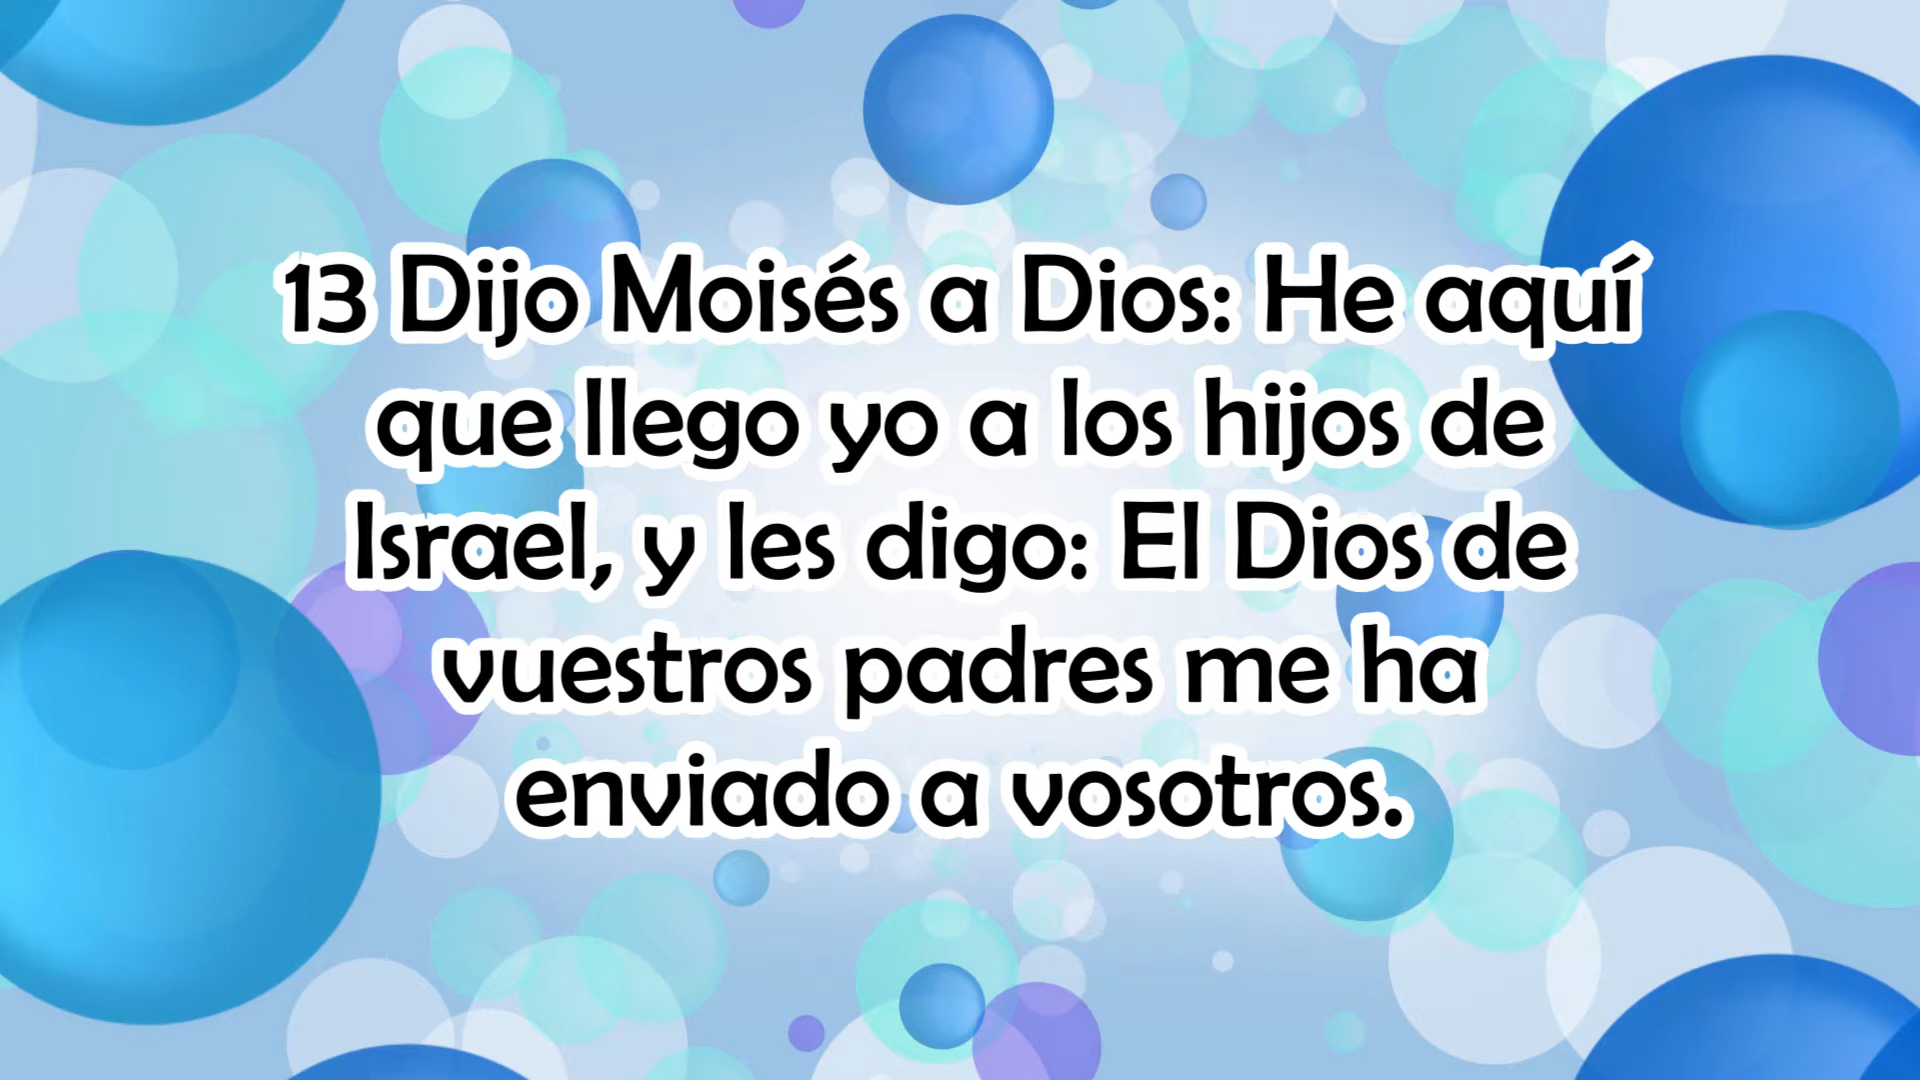 13 Dijo Moisés a Dios: He aquí
que llego yo a los hijos de
Israel, y les digo: El Dios de
vuestros padres me ha
enviado a vosotros.